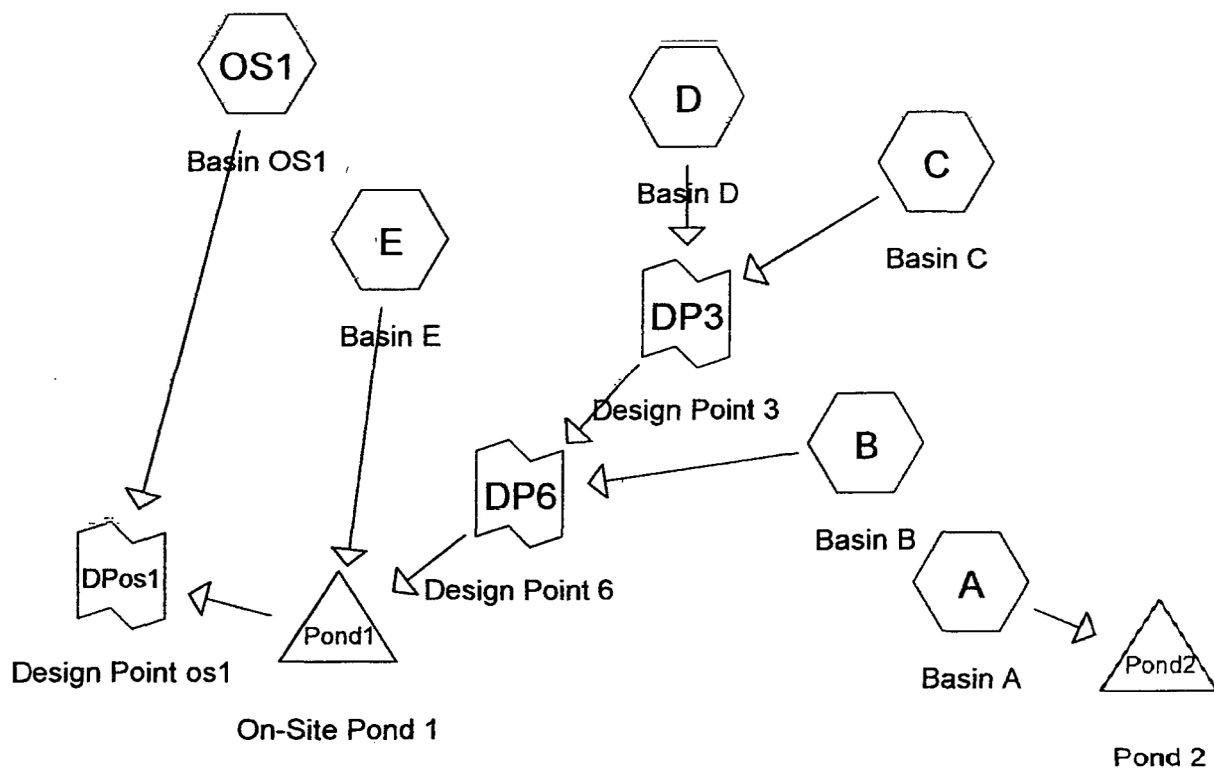 OS1
Basin OS1
D
Basin D
C
Basin C
E
Basin E
DP3
Design Point 3
B
Basin B
DP6
Design Point 6
A
Basin A
DPos1
Design Point os1
Pond1
On-Site Pond 1
Pond2
Pond 2